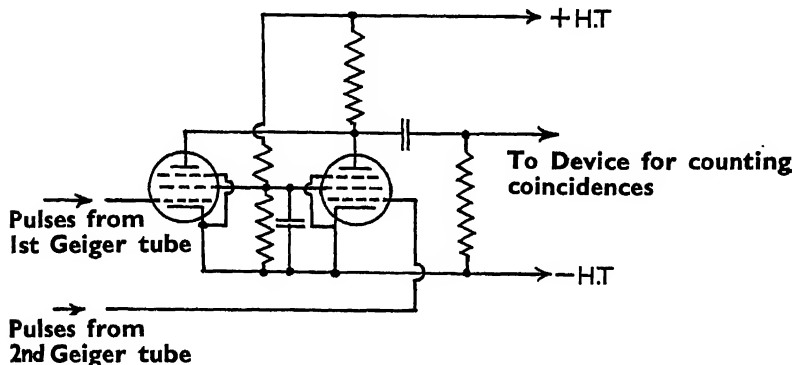 + H.T
To Device for counting
coincidences
Pulses from
1st Geiger tube
- H.T
Pulses from
2nd Geiger tube